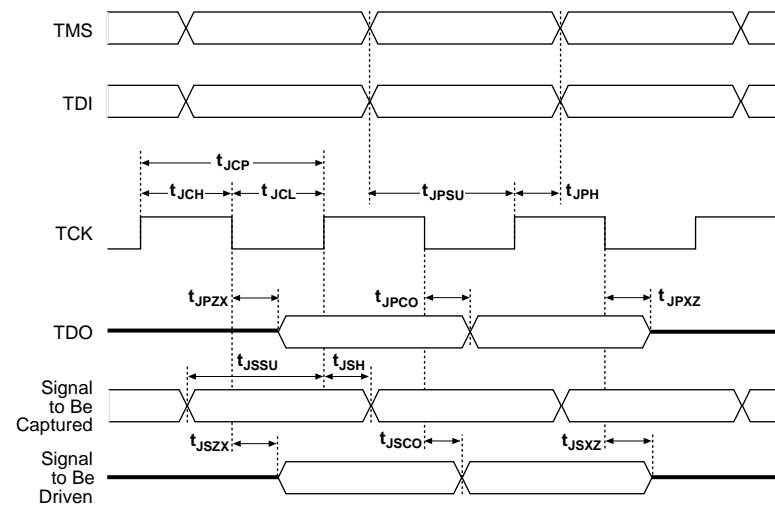 TMS
TDI
tJCP
tJCH tJCL tJPSU tJPH
TCK
tJPZX tJPCO tJPXZ
TDO
tJSSU tJSH
Signal
to Be
Captured
tJSZX tJSCO tJSXZ
Signal
to Be
Driven